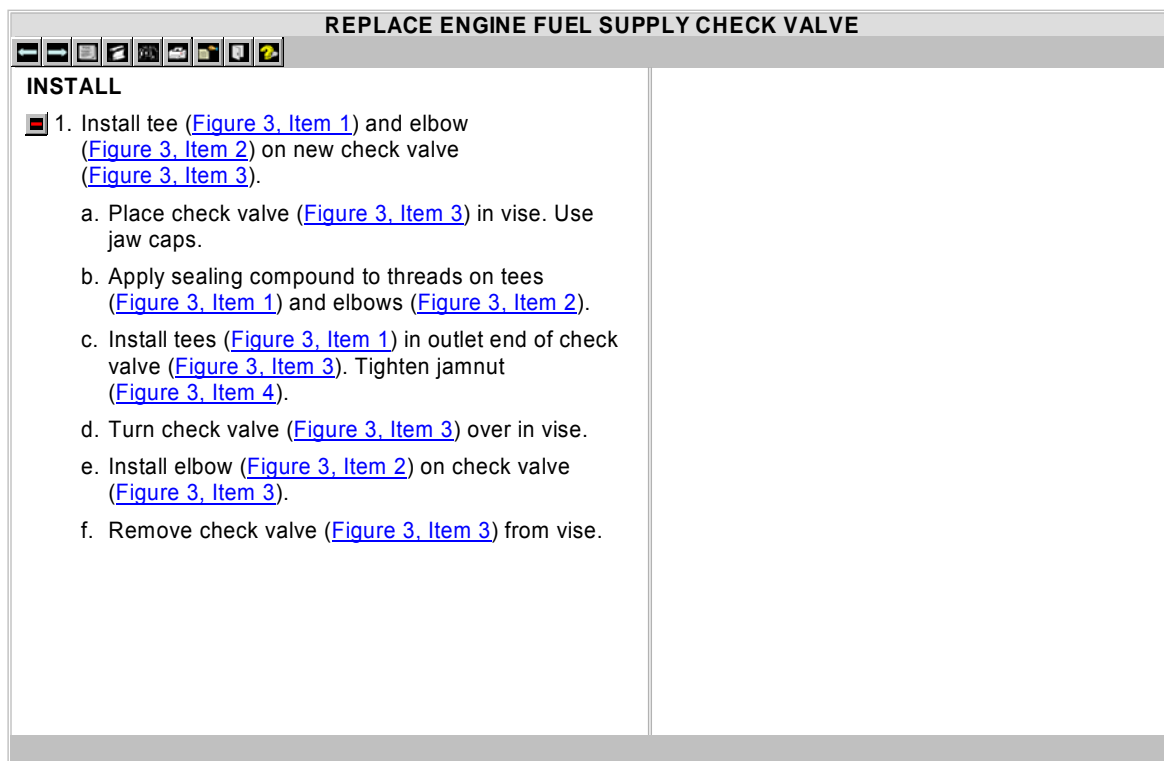 REPLACE ENGINE FUEL SUPPLY CHECK VALVE
INSTALL
1. Install tee (Figure 3, Item 1) and elbow
(Figure 3, Item 2) on new check valve
(Figure 3, Item 3).
a. Place check valve (Figure 3, Item 3) in vise. Use
jaw caps.
b. Apply sealing compound to threads on tees
(Figure 3, Item 1) and elbows (Figure 3, Item 2).
c. Install tees (Figure 3, Item 1) in outlet end of check
valve (Figure 3, Item 3). Tighten jamnut
(Figure 3, Item 4).
d. Turn check valve (Figure 3, Item 3) over in vise.
e. Install elbow (Figure 3, Item 2) on check valve
(Figure 3, Item 3).
f. Remove check valve (Figure 3, Item 3) from vise.